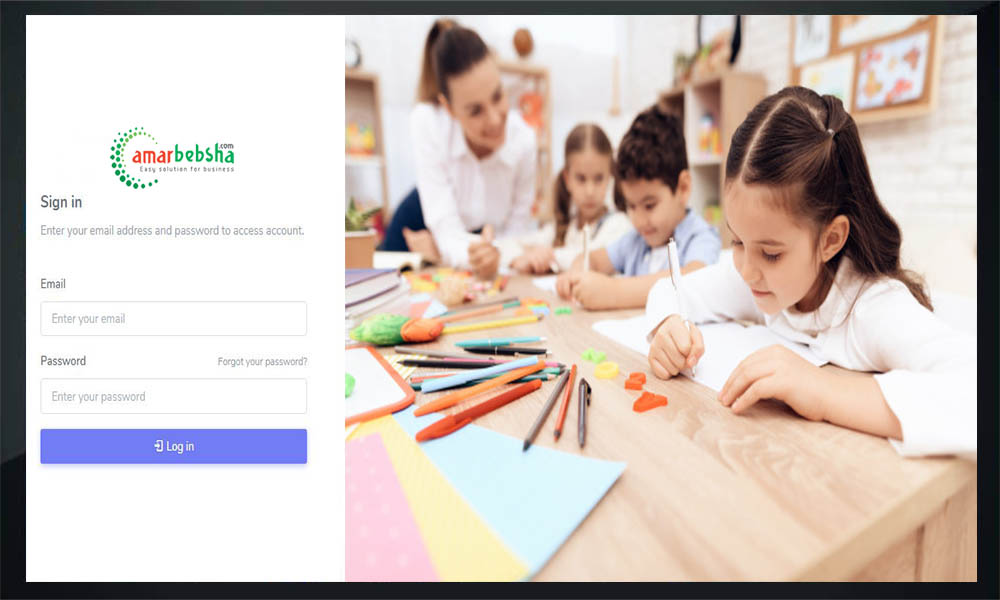 amarbebsha.com
Easy solution for business
Sign in
Enter your email address and password to access account.
Email
Enter your email
Password Forgot your password?
Enter your password
Log in